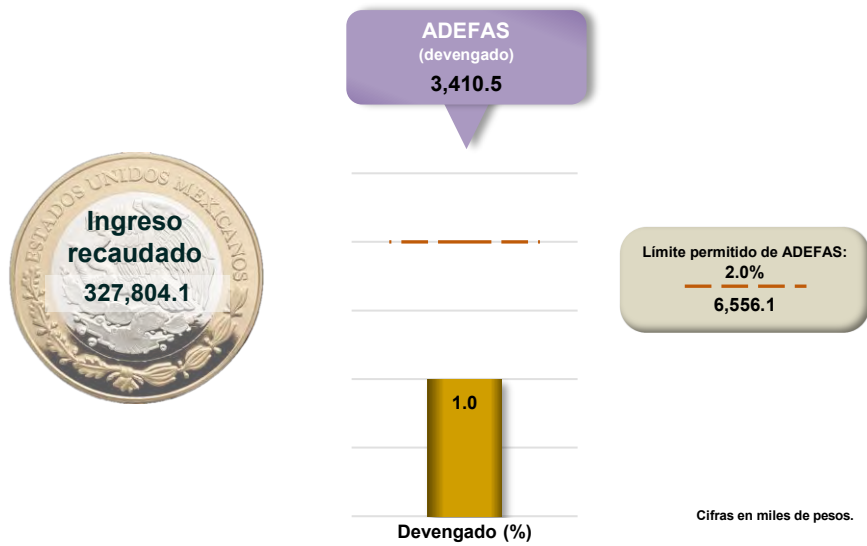 ADEFAS
(devengado)
3,410.5
ESTADOS UNIDOS MEXICANOS
Ingreso
recaudado
327,804.1
Límite permitido de ADEFAS:
2.0%
6,556.1
1.0
Devengado (%)
Cifras en miles de pesos.